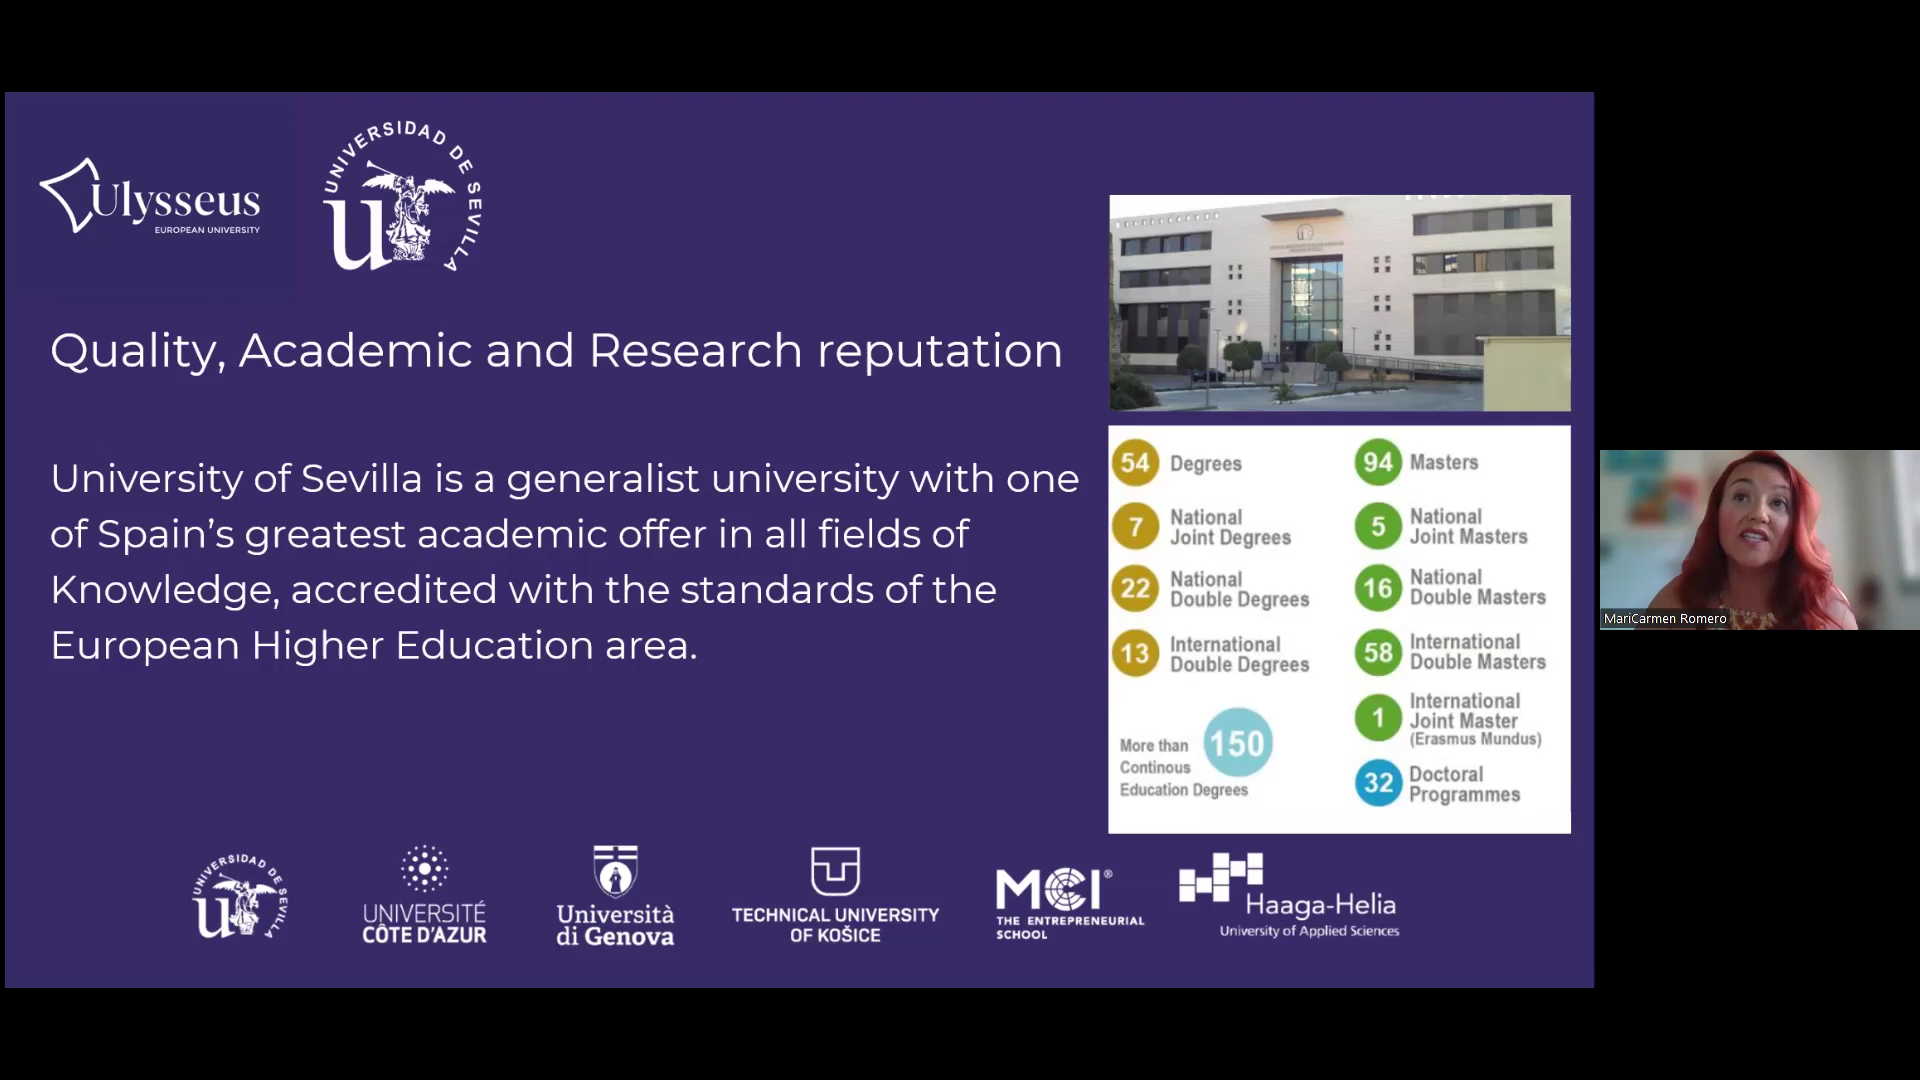 Ulysseus
EUROPEAN UNIVERSITY
UNIVERSIDAD DE SEVILLA
u
Quality, Academic and Research reputation
University of Sevilla is a generalist university with one
of Spain’s greatest academic offer in all fields of
Knowledge, accredited with the standards of the
European Higher Education area.
54 Degrees
7 National
Joint Degrees
22 National
Double Degrees
13 International
Double Degrees
More than 150
Continous
Education Degrees
94 Masters
5 National
Joint Masters
16 National
Double Masters
58 International
Double Masters
1 International
Joint Master
(Erasmus Mundus)
32 Doctoral
Programmes
MariCarmen Romero
UNIVERSIDAD DE SEVILLA
u
UNIVERSITÉ
CÔTE D’AZUR
Università
di Genova
TECHNICAL UNIVERSITY
OF KOŠICE
MCI®
THE ENTREPRENEURIAL
SCHOOL
Haaga-Helia
University of Applied Sciences